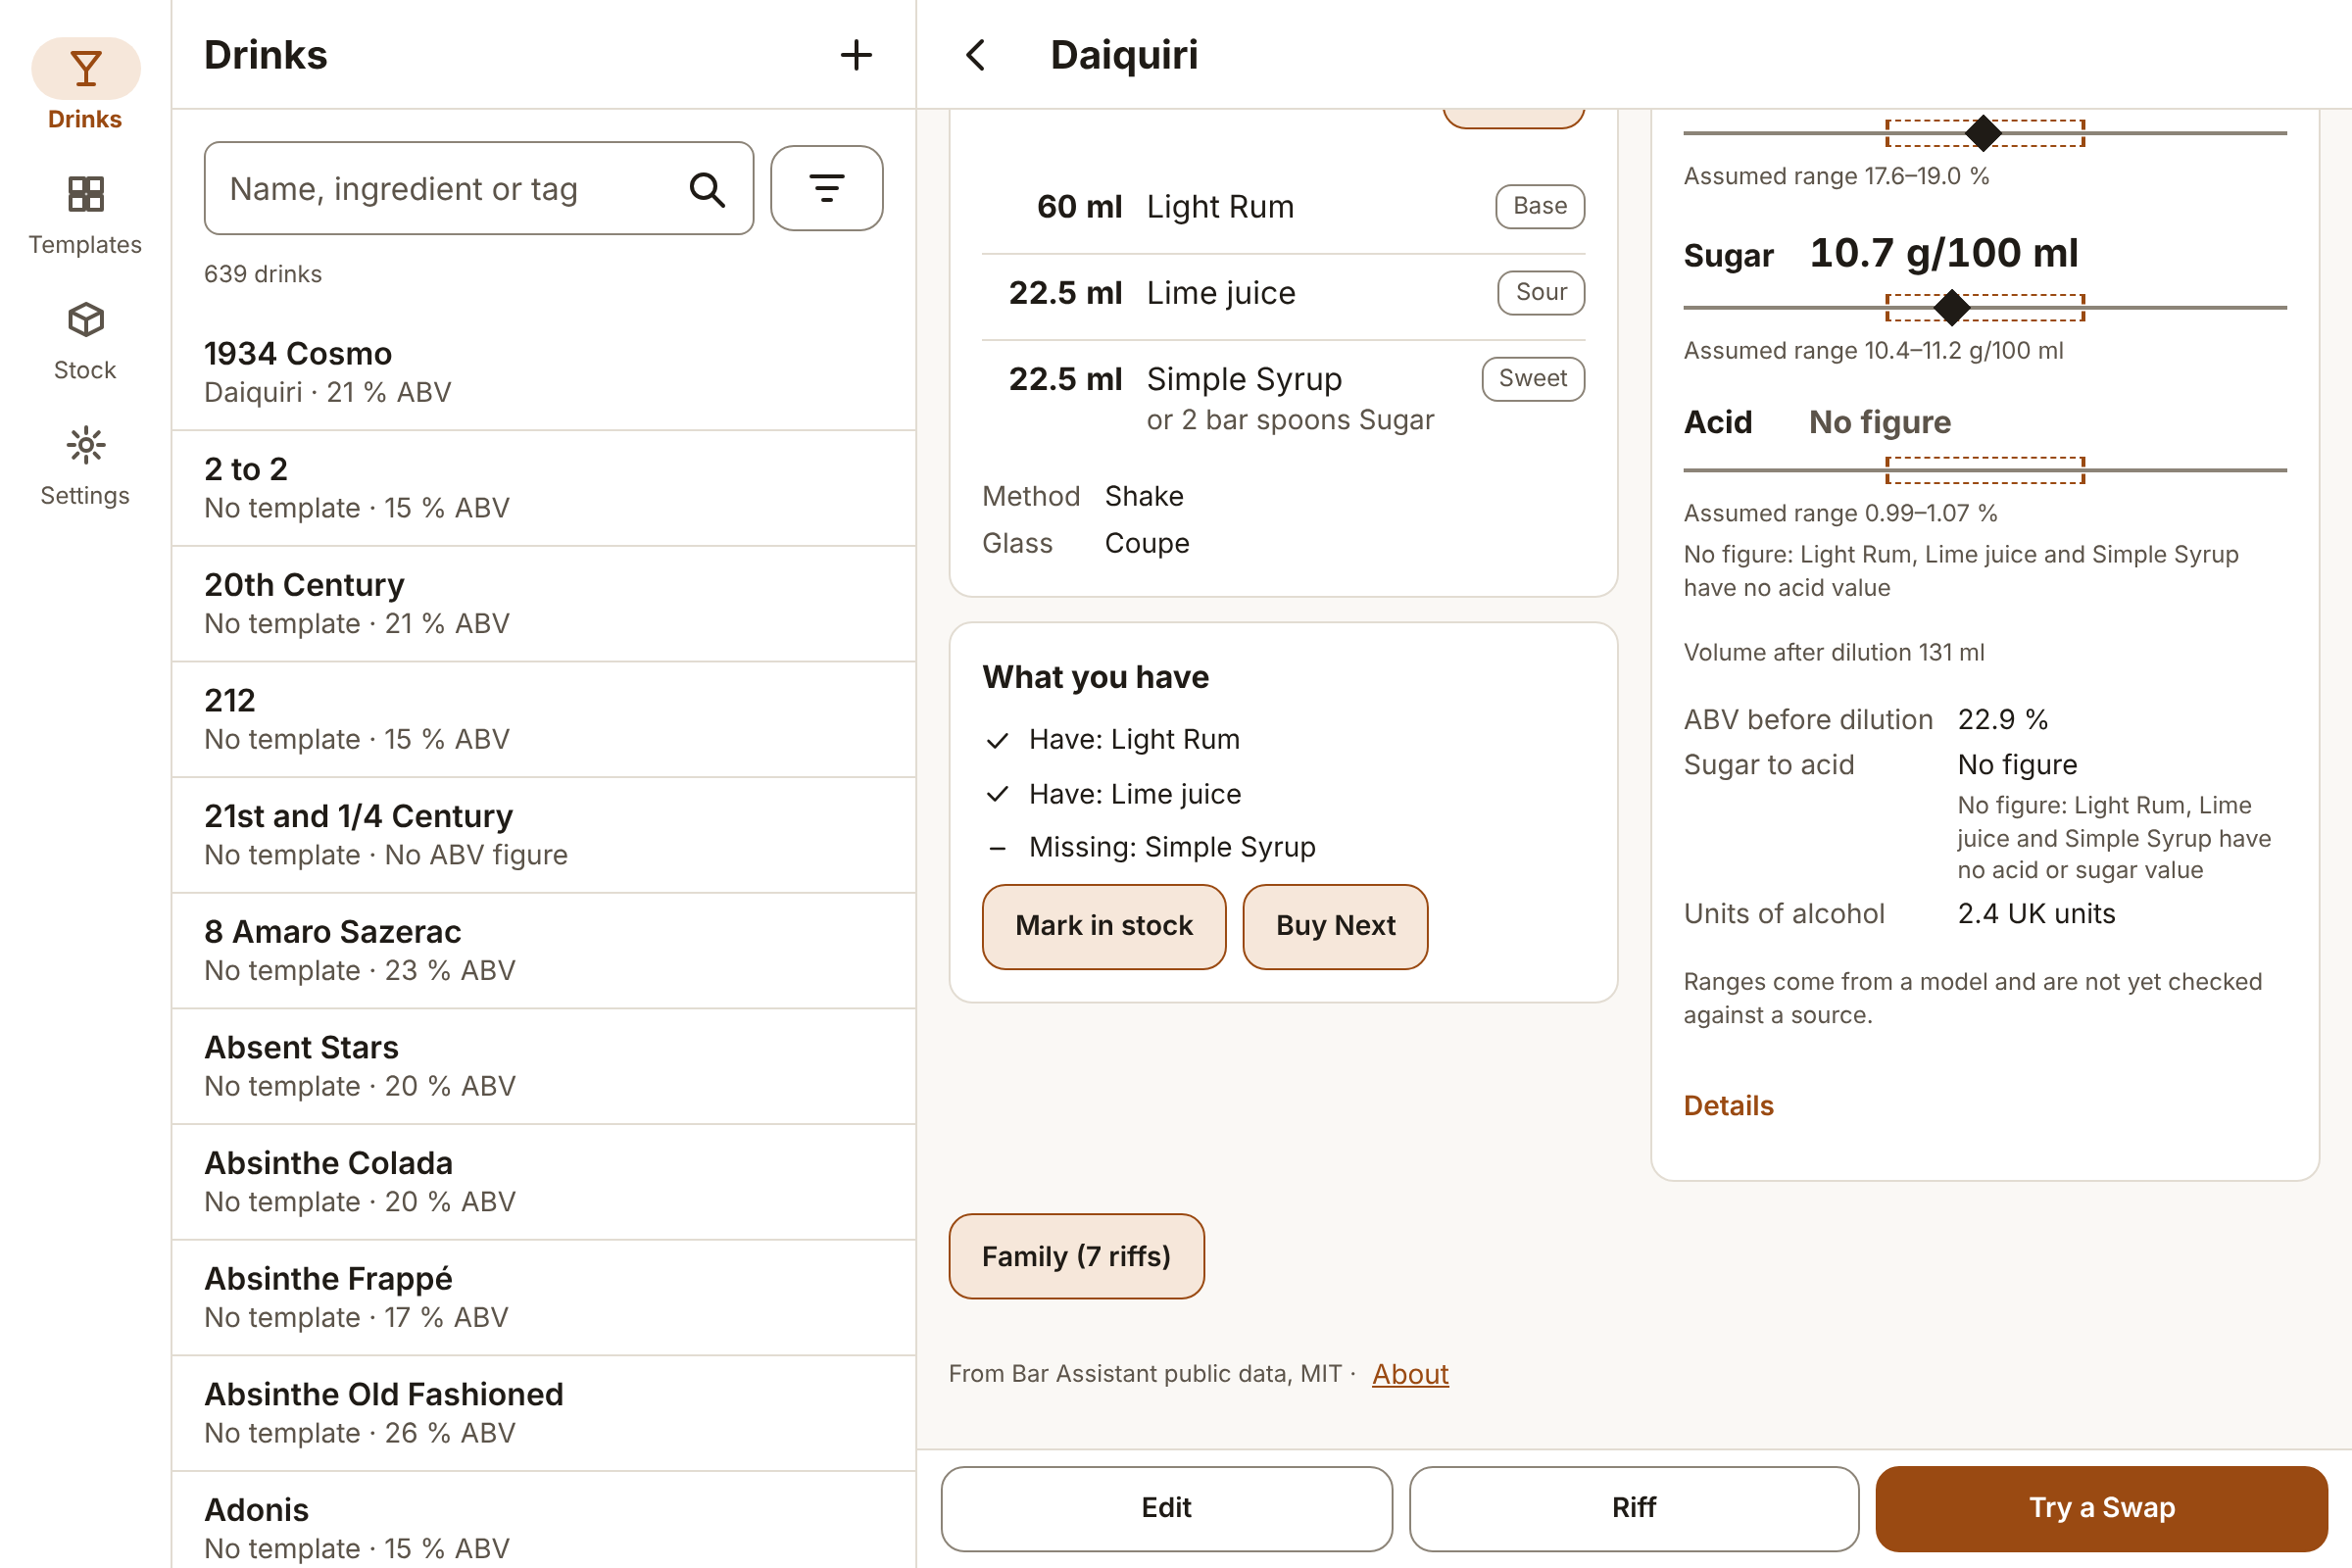 Drinks
Templates
Stock
Settings
Drinks
Name, ingredient or tag
639 drinks
1934 Cosmo
Daiquiri · 21 % ABV
2 to 2
No template · 15 % ABV
20th Century
No template · 21 % ABV
212
No template · 15 % ABV
21st and 1/4 Century
No template · No ABV figure
8 Amaro Sazerac
No template · 23 % ABV
Absent Stars
No template · 20 % ABV
Absinthe Colada
No template · 20 % ABV
Absinthe Frappé
No template · 17 % ABV
Absinthe Old Fashioned
No template · 26 % ABV
Adonis
No template · 15 % ABV
Daiquiri
60 ml Light Rum Base
22.5 ml Lime juice Sour
22.5 ml Simple Syrup Sweet
or 2 bar spoons Sugar
Method Shake
Glass Coupe
What you have
Have: Light Rum
Have: Lime juice
Missing: Simple Syrup
Mark in stock Buy Next
Assumed range 17.6–19.0 %
Sugar 10.7 g/100 ml
Assumed range 10.4–11.2 g/100 ml
Acid No figure
Assumed range 0.99–1.07 %
No figure: Light Rum, Lime juice and Simple Syrup
have no acid value
Volume after dilution 131 ml
ABV before dilution 22.9 %
Sugar to acid No figure
No figure: Light Rum, Lime
juice and Simple Syrup have
no acid or sugar value
Units of alcohol 2.4 UK units
Ranges come from a model and are not yet checked
against a source.
Details
Family (7 riffs)
From Bar Assistant public data, MIT · About
Edit Riff Try a Swap